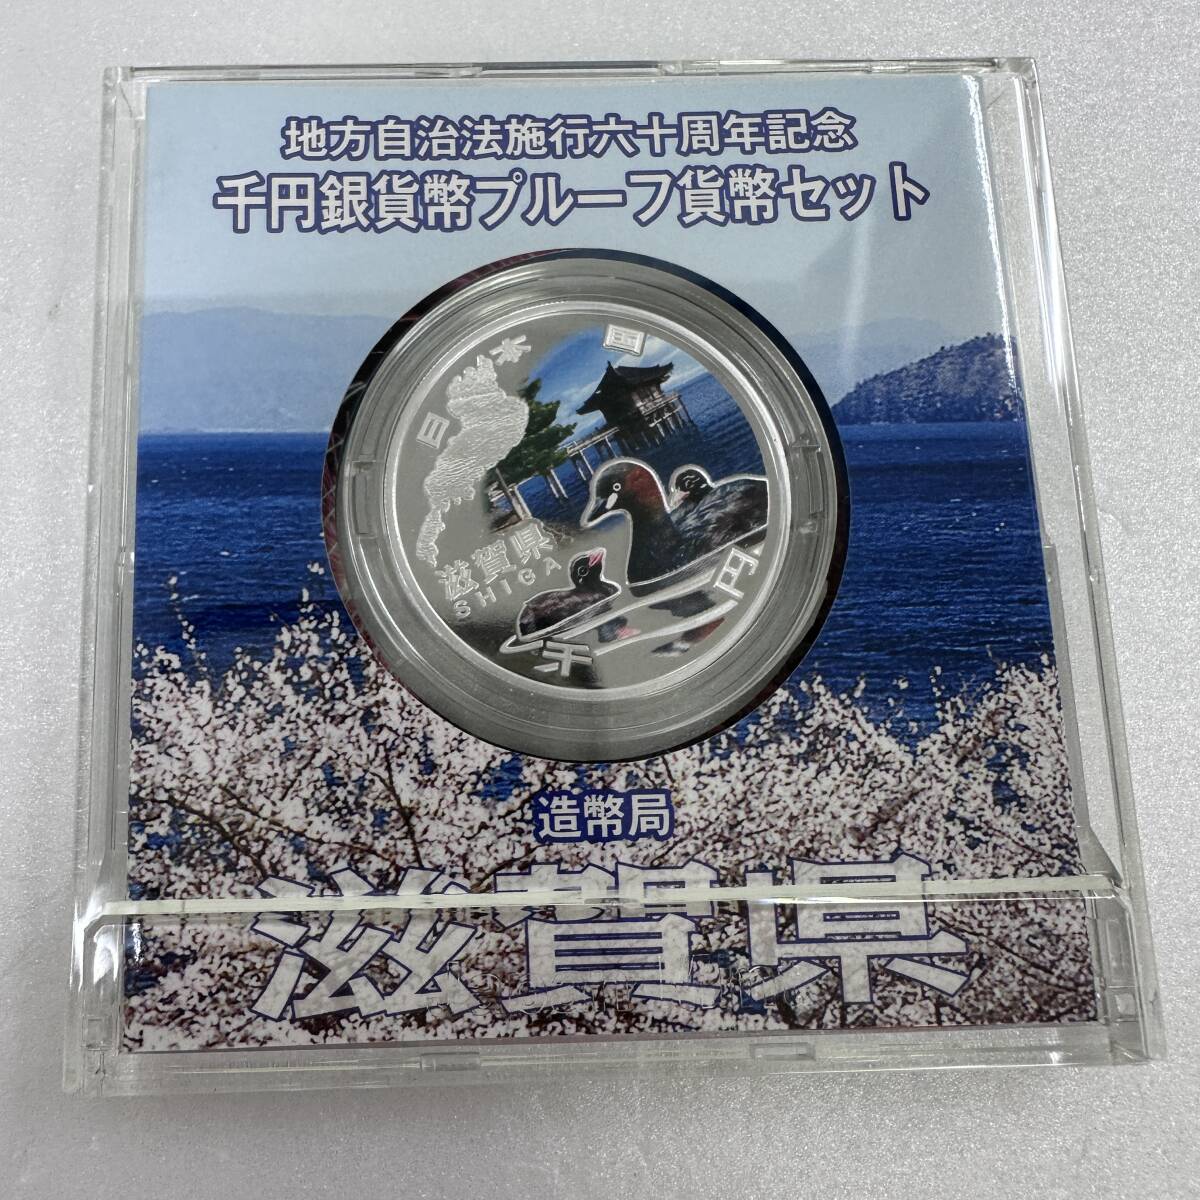 地方自治法施行六十周年記念
千円銀貨幣プルーフ貨幣セット
日本国
滋賀県
SHIGA
千円
造幣局
滋賀県